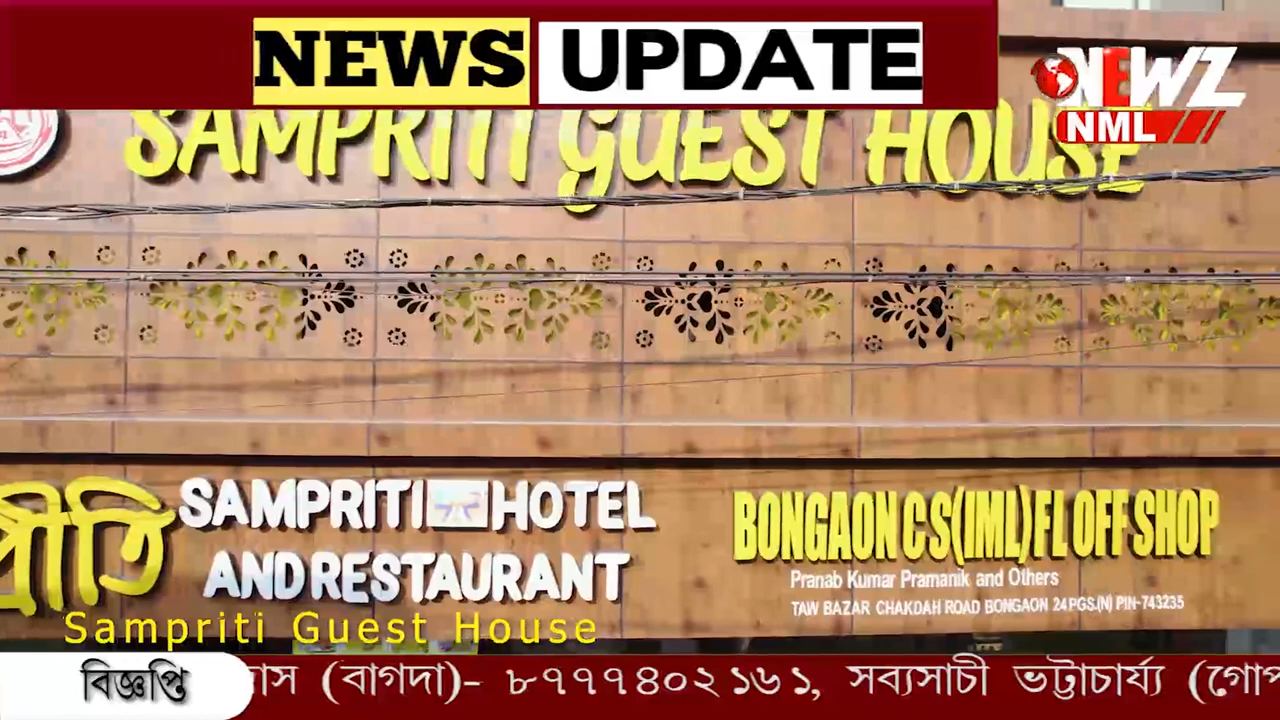 NEWS UPDATE
NEWZ
NML
SAMPRITI GUEST HOUSE
প্রীতি
SAMPRITI HOTEL
AND RESTAURANT
BONGAON C S(IML) FL OFF SHOP
Pranab Kumar Pramanik and Others
TAW BAZAR CHAKDAH ROAD BONGAON 24 PGS.(N) PIN-743235
Sampriti Guest House
বিজ্ঞপ্তি
(বাগদা)- ৮৭৭৭৪০২১৬১, সব্যসাচী ভট্টাচার্য্য (গোপ